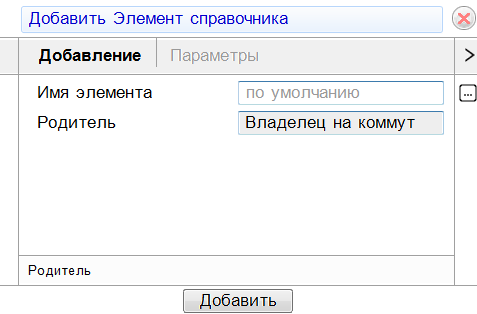 Добавить Элемент справочника
Добавление Параметры
Имя элемента по умолчанию
Родитель Владелец на коммут
Родитель
Добавить